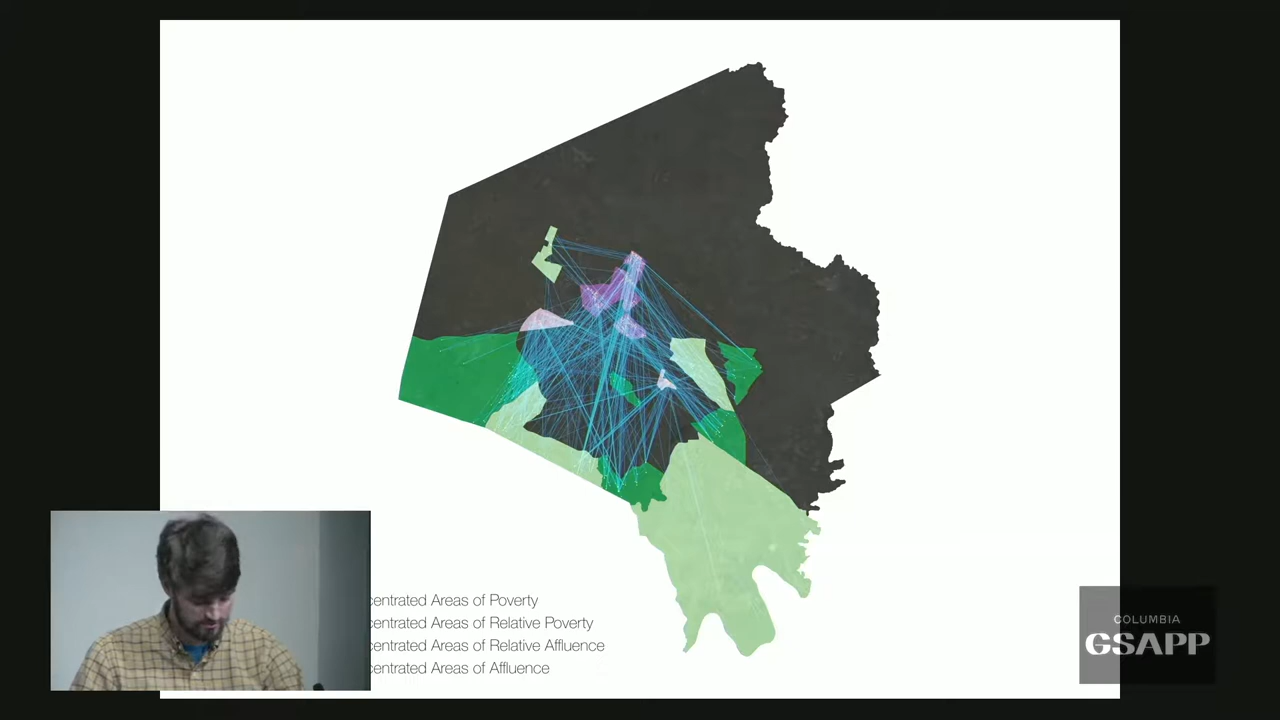 centrated Areas of Poverty
centrated Areas of Relative Poverty
centrated Areas of Relative Affluence
centrated Areas of Affluence
COLUMBIA
GSAPP